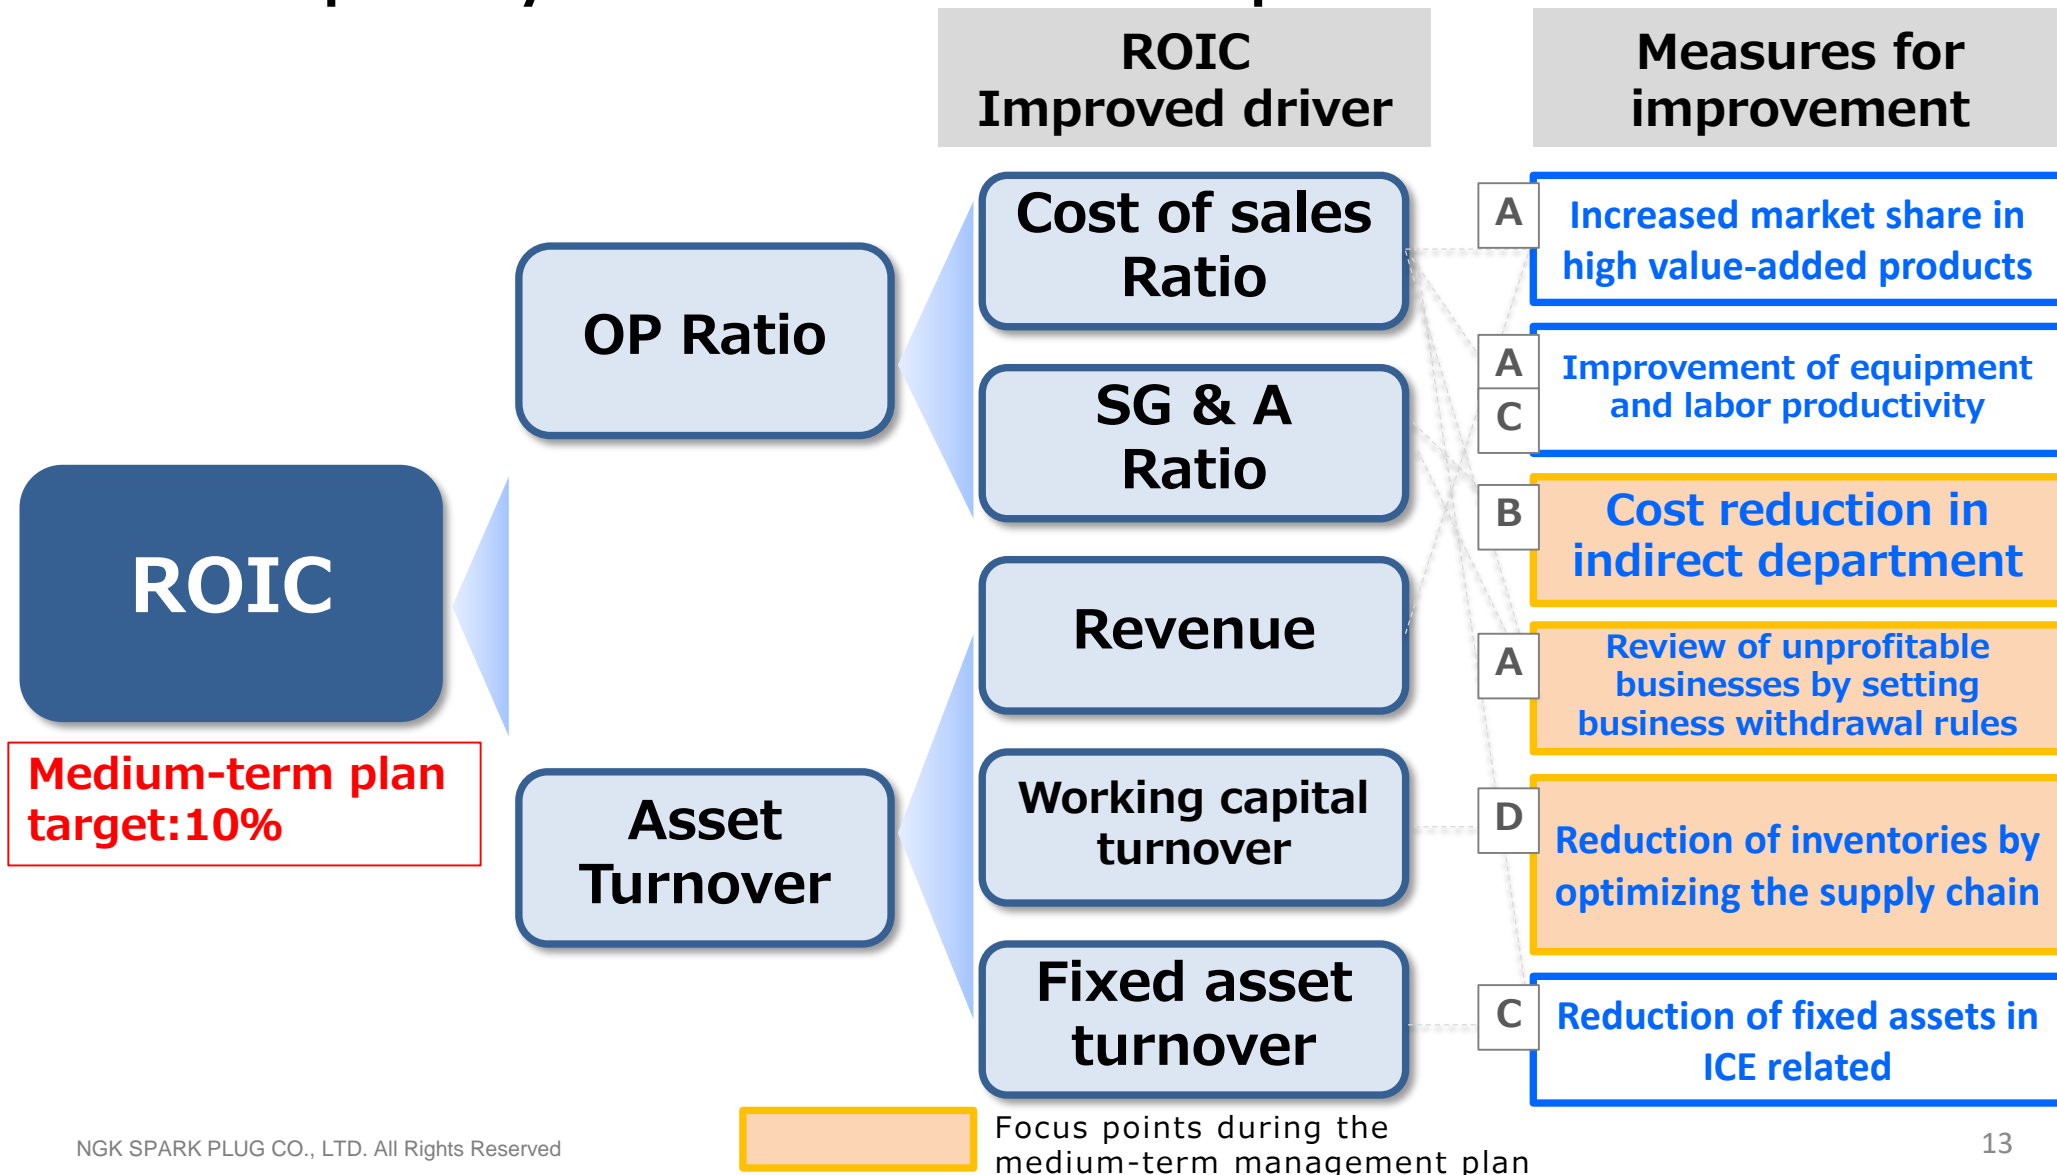 ROIC
Improved driver
Measures for
improvement
ROIC
Medium-term plan
target:10%
OP Ratio
Asset
Turnover
Cost of sales
Ratio
SG & A
Ratio
Revenue
Working capital
turnover
Fixed asset
turnover
A
Increased market share in
high value-added products
A
C
Improvement of equipment
and labor productivity
B
Cost reduction in
indirect department
A
Review of unprofitable
businesses by setting
business withdrawal rules
D
Reduction of inventories by
optimizing the supply chain
C
Reduction of fixed assets in
ICE related
Focus points during the
medium-term management plan
NGK SPARK PLUG CO., LTD. All Rights Reserved
13